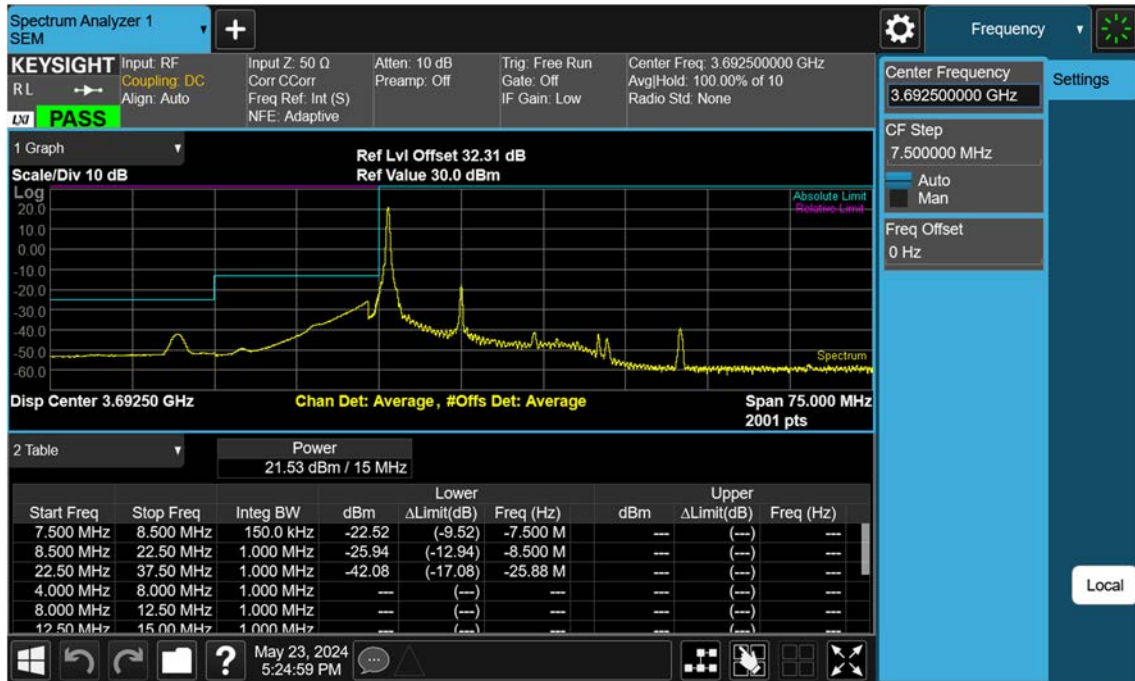 Spectrum Analyzer 1
SEM
Frequency
KEYSIGHT
RL
LXI PASS
Input: RF
Coupling: DC
Align: Auto
Input Z: 50 Ω
Corr CCorr
Freq Ref: Int (S)
NFE: Adaptive
Atten: 10 dB
Preamp: Off
Trig: Free Run
Gate: Off
IF Gain: Low
Center Freq: 3.692500000 GHz
Avg|Hold: 100.00% of 10
Radio Std: None
Center Frequency
3.692500000 GHz
Settings
CF Step
7.500000 MHz
Auto
Man
Freq Offset
0 Hz
Local
1 Graph
Scale/Div 10 dB
Ref Lvl Offset 32.31 dB
Ref Value 30.0 dBm
Log
Absolute Limit
Relative Limit
20.0
10.0
0.00
-10.0
-20.0
-30.0
-40.0
-50.0
-60.0
Spectrum
Disp Center 3.69250 GHz
Chan Det: Average, #Offs Det: Average
Span 75.000 MHz
2001 pts
2 Table
Power
21.53 dBm / 15 MHz
Lower Upper
Start Freq Stop Freq Integ BW dBm ΔLimit(dB) Freq (Hz) dBm ΔLimit(dB) Freq (Hz)
7.500 MHz 8.500 MHz 150.0 kHz -22.52 (-9.52) -7.500 M --- (---) ---
8.500 MHz 22.50 MHz 1.000 MHz -25.94 (-12.94) -8.500 M --- (---) ---
22.50 MHz 37.50 MHz 1.000 MHz -42.08 (-17.08) -25.88 M --- (---) ---
4.000 MHz 8.000 MHz 1.000 MHz --- (---) --- --- (---) ---
8.000 MHz 12.50 MHz 1.000 MHz --- (---) --- --- (---) ---
12.50 MHz 15.00 MHz 1.000 MHz --- (---) --- --- (---) ---
?
May 23, 2024
5:24:59 PM